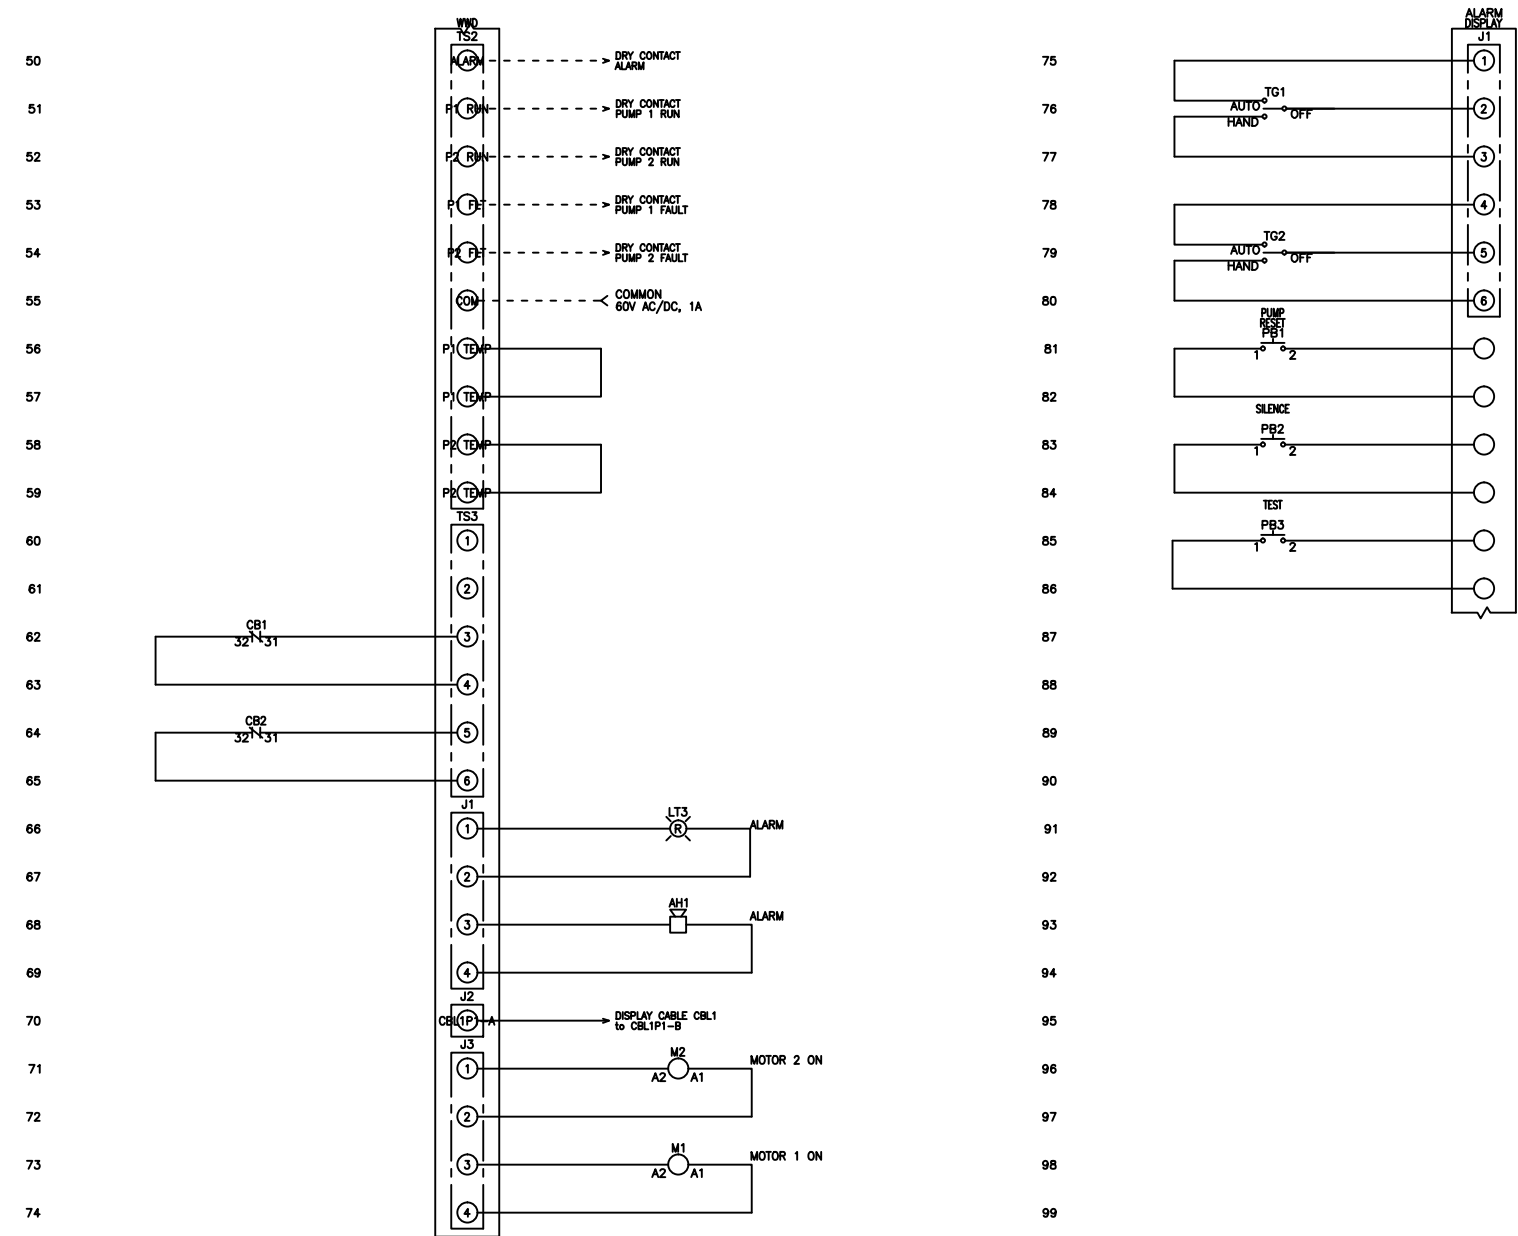 WWD
TS2
50
ALARM
DRY CONTACT
ALARM
51
P1 RUN
DRY CONTACT
PUMP 1 RUN
52
P2 RUN
DRY CONTACT
PUMP 2 RUN
53
P1 FLT
DRY CONTACT
PUMP 1 FAULT
54
P2 FLT
DRY CONTACT
PUMP 2 FAULT
55
COM
COMMON
60V AC/DC, 1A
56
P1 TEMP
57
P1 TEMP
58
P2 TEMP
59
P2 TEMP
TS3
60
1
61
2
CB1
62
32 31
3
63
4
CB2
64
32 31
5
65
6
J1
LT3
66
1
R
ALARM
67
2
AH1
68
3
ALARM
69
4
J2
70
CBL1P1-A
DISPLAY CABLE CBL1
to CBL1P1-B
J3
M2
71
1
A2 A1
MOTOR 2 ON
72
2
M1
73
3
A2 A1
MOTOR 1 ON
74
4
ALARM
DISPLAY
J1
75
1
TG1
76
AUTO
OFF
HAND
2
77
3
78
4
TG2
79
AUTO
OFF
HAND
5
80
6
PUMP
RESET
PB1
81
1 2
82
SILENCE
PB2
83
1 2
84
TEST
PB3
85
1 2
86
87
88
89
90
91
92
93
94
95
96
97
98
99